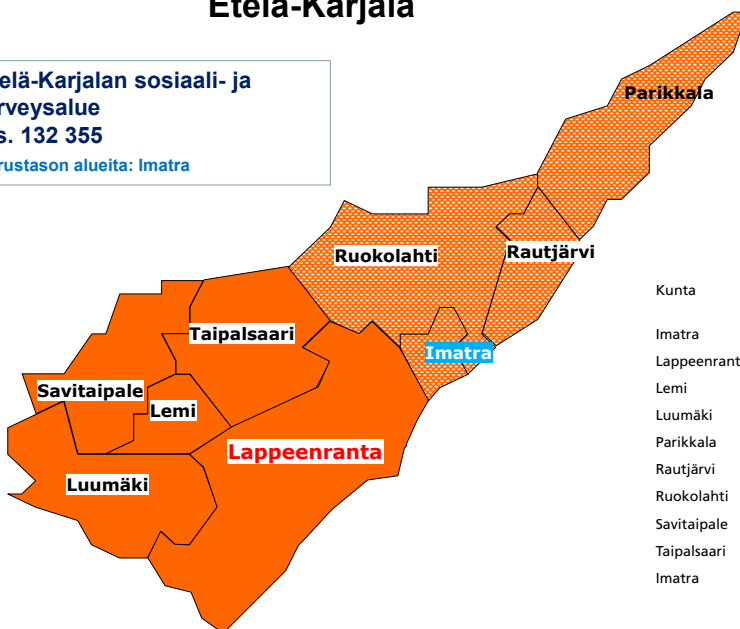 Etelä-Karjala
elä-Karjalan sosiaali- ja
rveysalue
s. 132 355
rustason alueita: Imatra
Parikkala
Ruokolahti
Rautjärvi
Taipalsaari
Imatra
Savitaipale
Lemi
Lappeenranta
Luumäki
Kunta
Imatra
Lappeenrant
Lemi
Luumäki
Parikkala
Rautjärvi
Ruokolahti
Savitaipale
Taipalsaari
Imatra